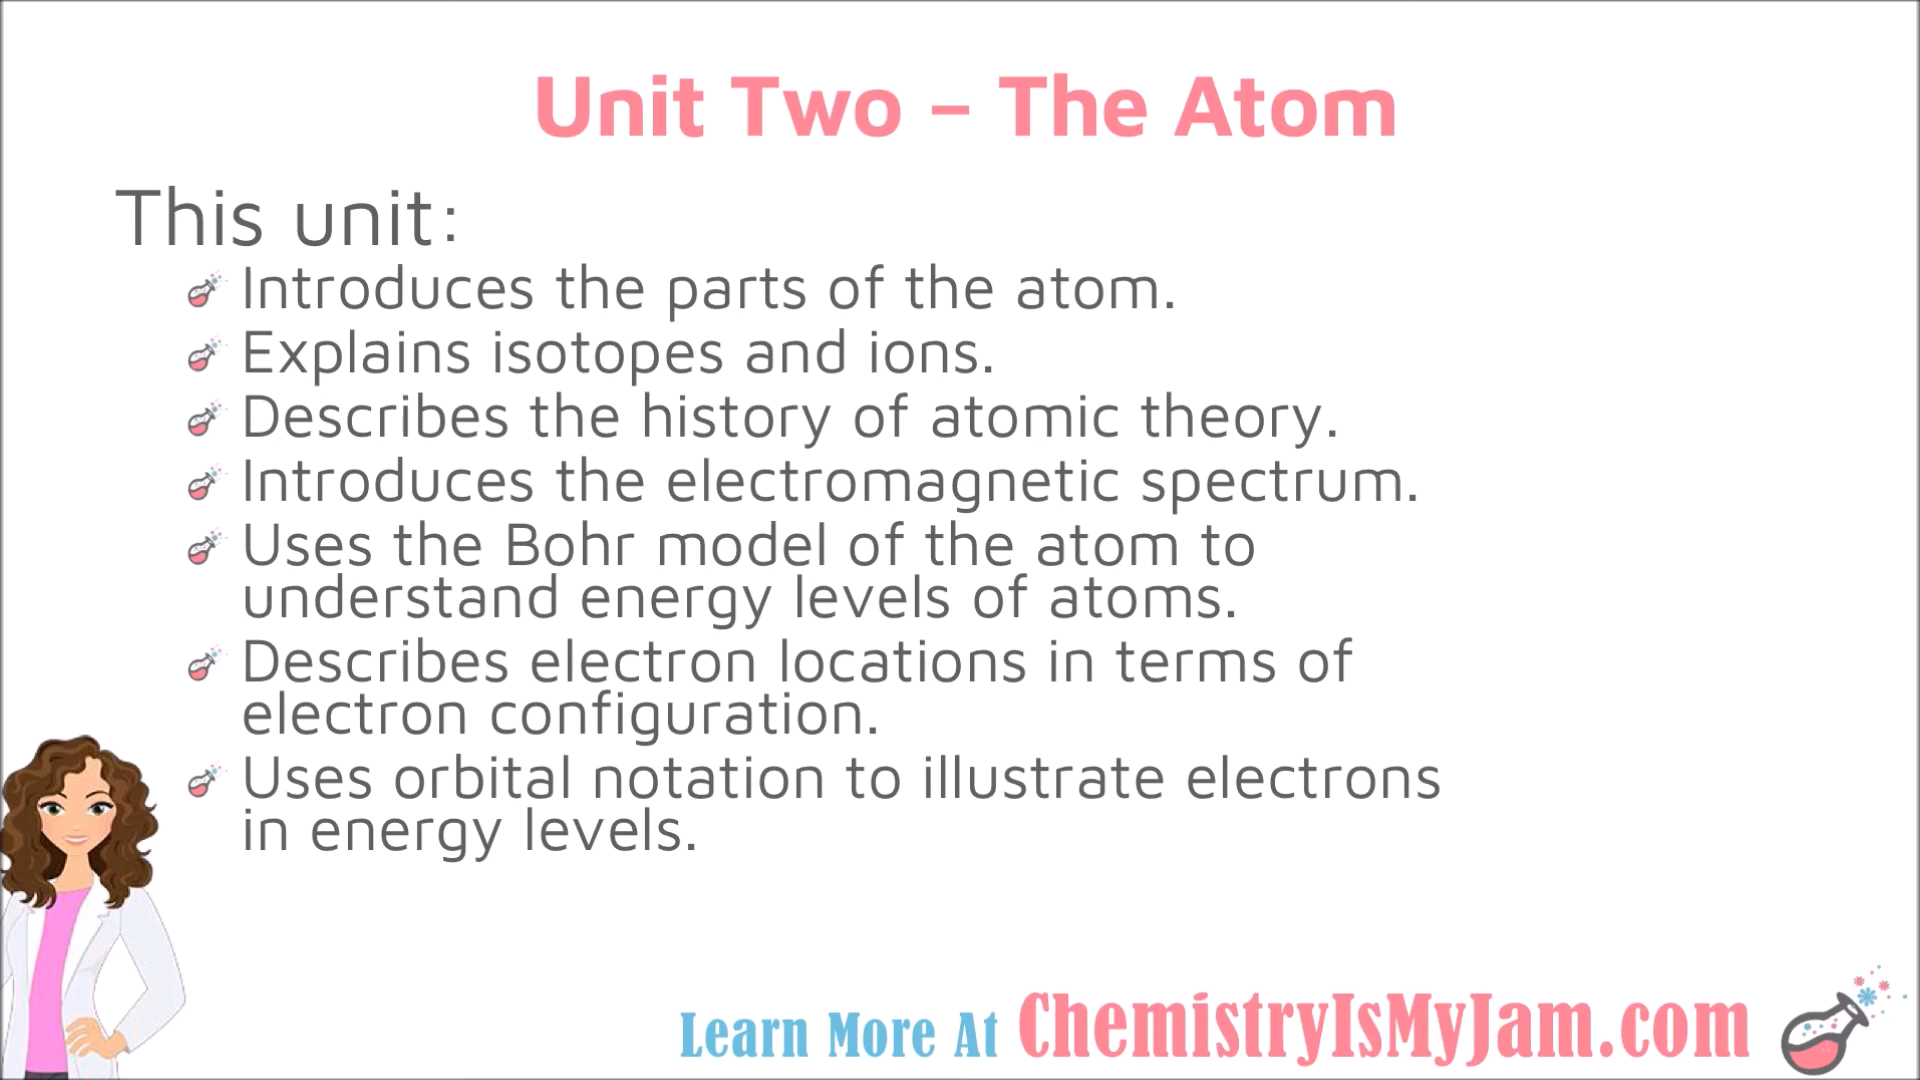 Unit Two – The Atom
This unit:
Introduces the parts of the atom.
Explains isotopes and ions.
Describes the history of atomic theory.
Introduces the electromagnetic spectrum.
Uses the Bohr model of the atom to
understand energy levels of atoms.
Describes electron locations in terms of
electron configuration.
Uses orbital notation to illustrate electrons
in energy levels.
Learn More At ChemistryIsMyJam.com